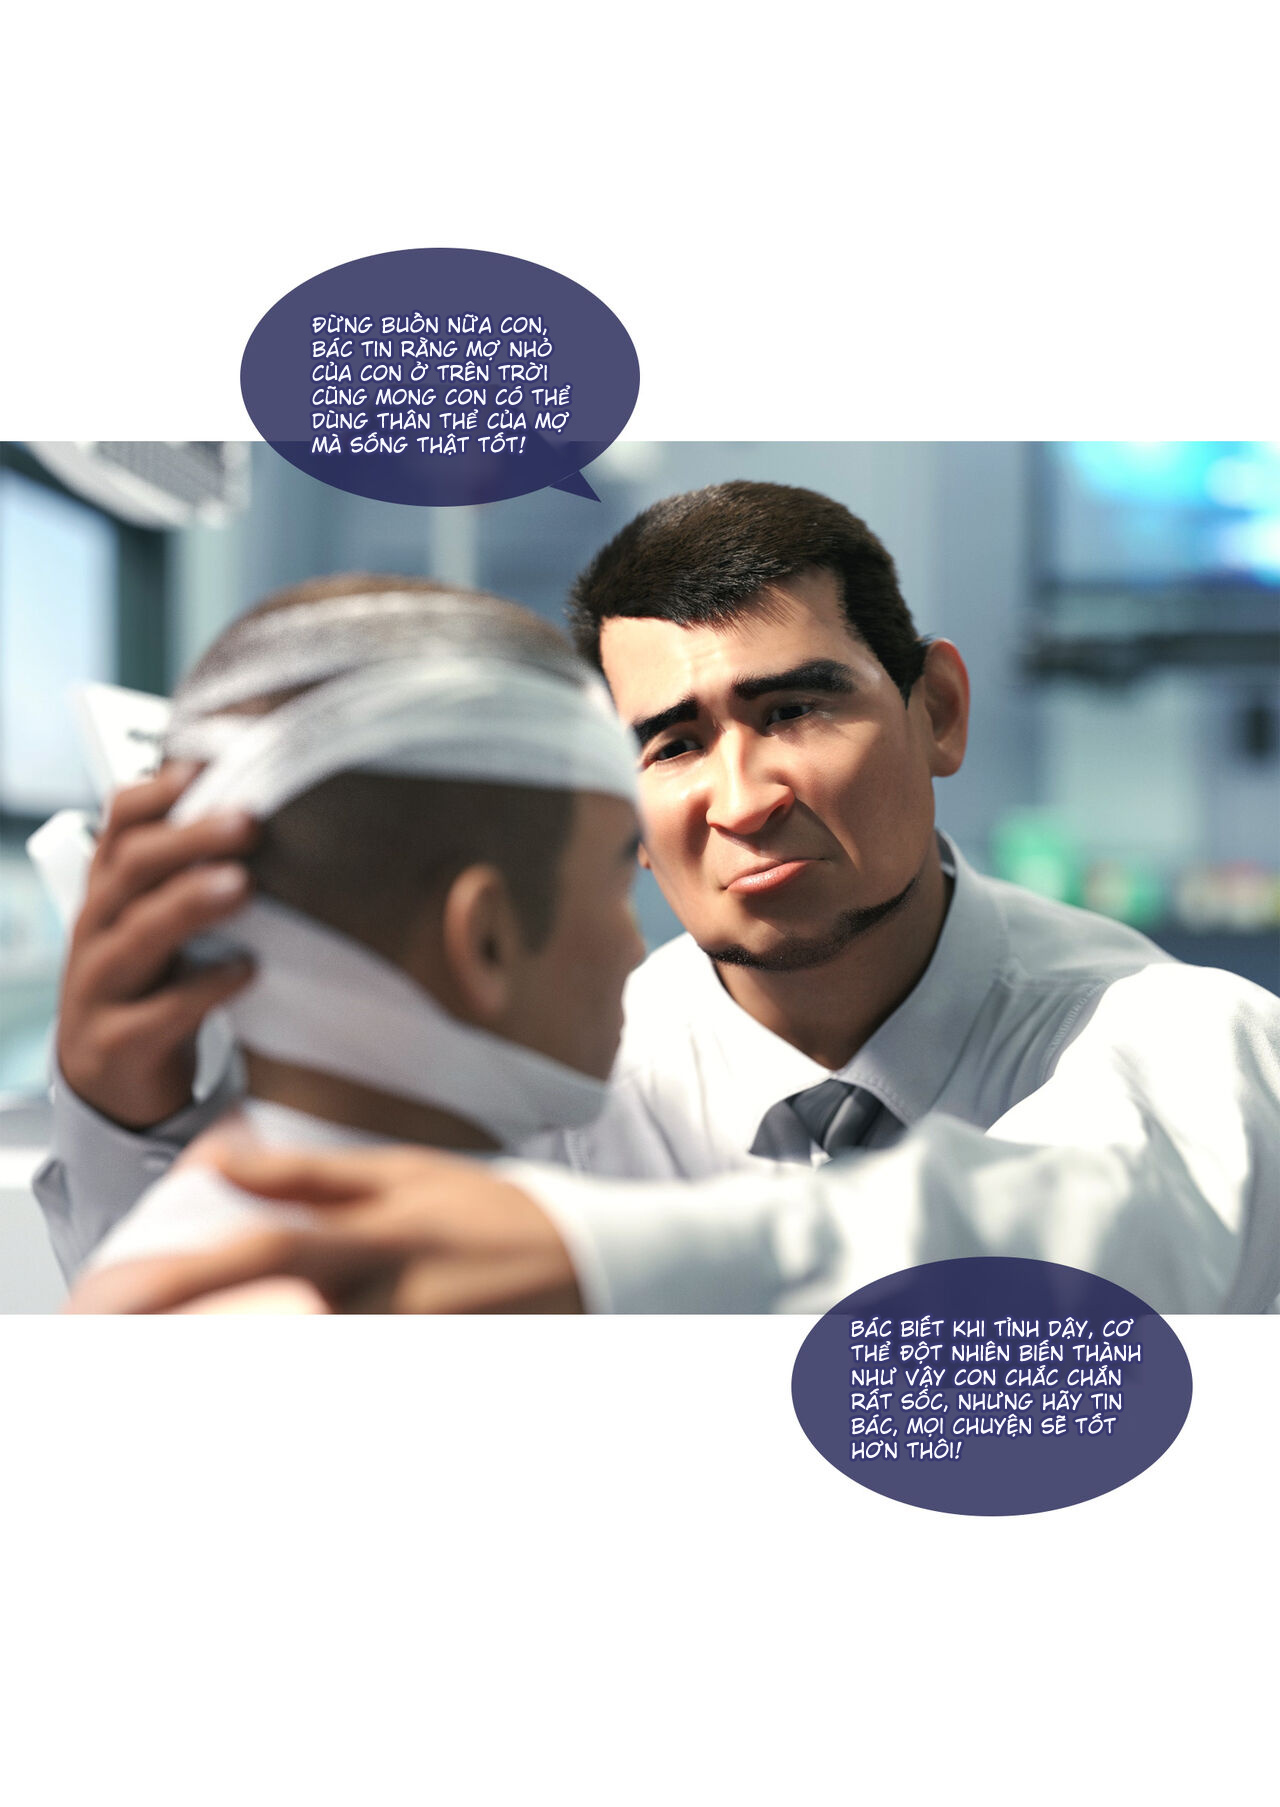 ĐỪNG BUỒN NỮA CON,
BÁC TIN RẰNG MỢ NHỎ
CỦA CON Ở TRÊN TRỜI
CŨNG MONG CON CÓ THỂ
DÙNG THÂN THỂ CỦA MỢ
MÀ SỐNG THẬT TỐT!
BÁC BIẾT KHI TỈNH DẬY, CƠ
THỂ ĐỘT NHIÊN BIẾN THÀNH
NHƯ VẬY CON CHẮC CHẮN
RẤT SỐC, NHƯNG HÃY TIN
BÁC, MỌI CHUYỆN SẼ TỐT
HƠN THÔI!